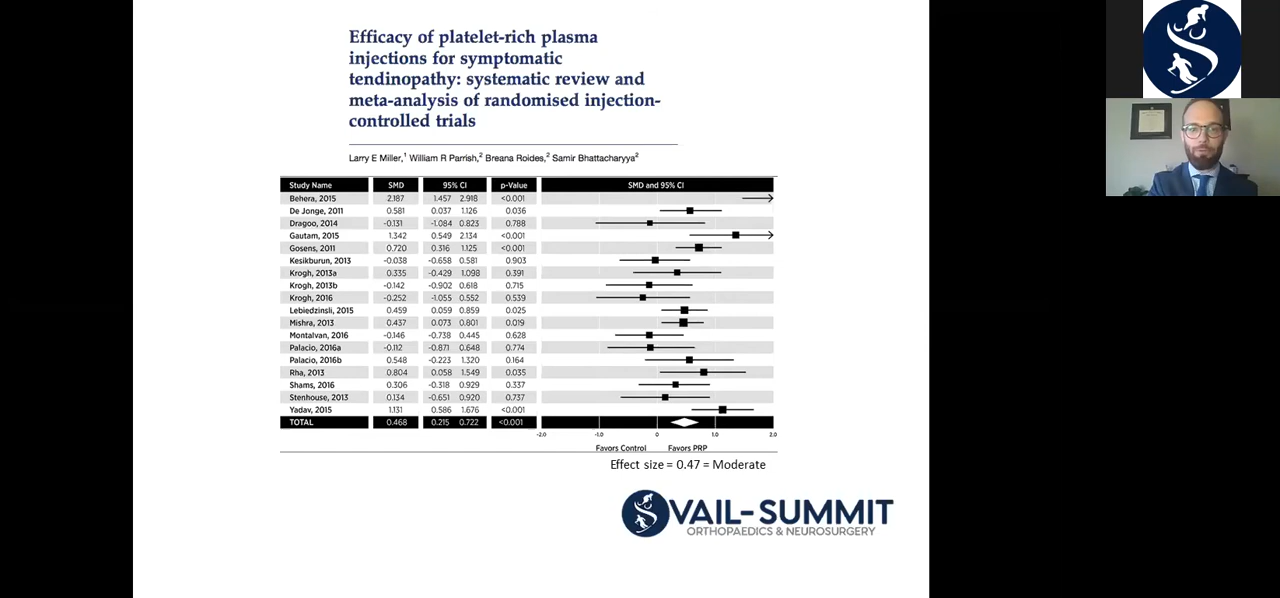 Efficacy of platelet-rich plasma
injections for symptomatic
tendinopathy: systematic review and
meta-analysis of randomised injection-
controlled trials
Larry E Miller,1 William R Parrish,2 Breana Roides,2 Samir Bhattacharyya2
Study Name SMD 95% CI p-Value SMD and 95% CI
Behera, 2015 2.187 1.457 2.918 <0.001
De Jonge, 2011 0.581 0.037 1.126 0.036
Dragoo, 2014 -0.131 -1.084 0.823 0.788
Gautam, 2015 1.342 0.549 2.134 <0.001
Gosens, 2011 0.720 0.316 1.125 <0.001
Kesikburun, 2013 -0.038 -0.658 0.581 0.903
Krogh, 2013a 0.335 -0.429 1.098 0.391
Krogh, 2013b -0.142 -0.902 0.618 0.715
Krogh, 2016 -0.252 -1.055 0.552 0.539
Lebiedzinsli, 2015 0.459 0.059 0.859 0.025
Mishra, 2013 0.437 0.073 0.801 0.019
Montalvan, 2016 -0.146 -0.738 0.445 0.628
Palacio, 2016a -0.112 -0.871 0.648 0.774
Palacio, 2016b 0.548 -0.223 1.320 0.164
Rha, 2013 0.804 0.058 1.549 0.035
Shams, 2016 0.306 -0.318 0.929 0.337
Stenhouse, 2013 0.134 -0.651 0.920 0.737
Yadav, 2015 1.131 0.586 1.676 <0.001
TOTAL 0.468 0.215 0.722 <0.001
-2.0 -1.0 0 1.0 2.0
Favors Control Favors PRP
Effect size = 0.47 = Moderate
VAIL-SUMMIT
ORTHOPAEDICS & NEUROSURGERY